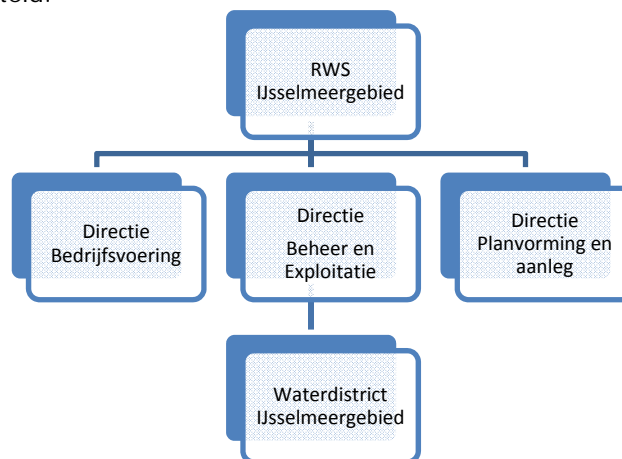 RWS
IJsselmeergebied
Directie
Bedrijfsvoering
Directie
Beheer en
Exploitatie
Directie
Planvorming en
aanleg
Waterdistrict
IJsselmeergebied